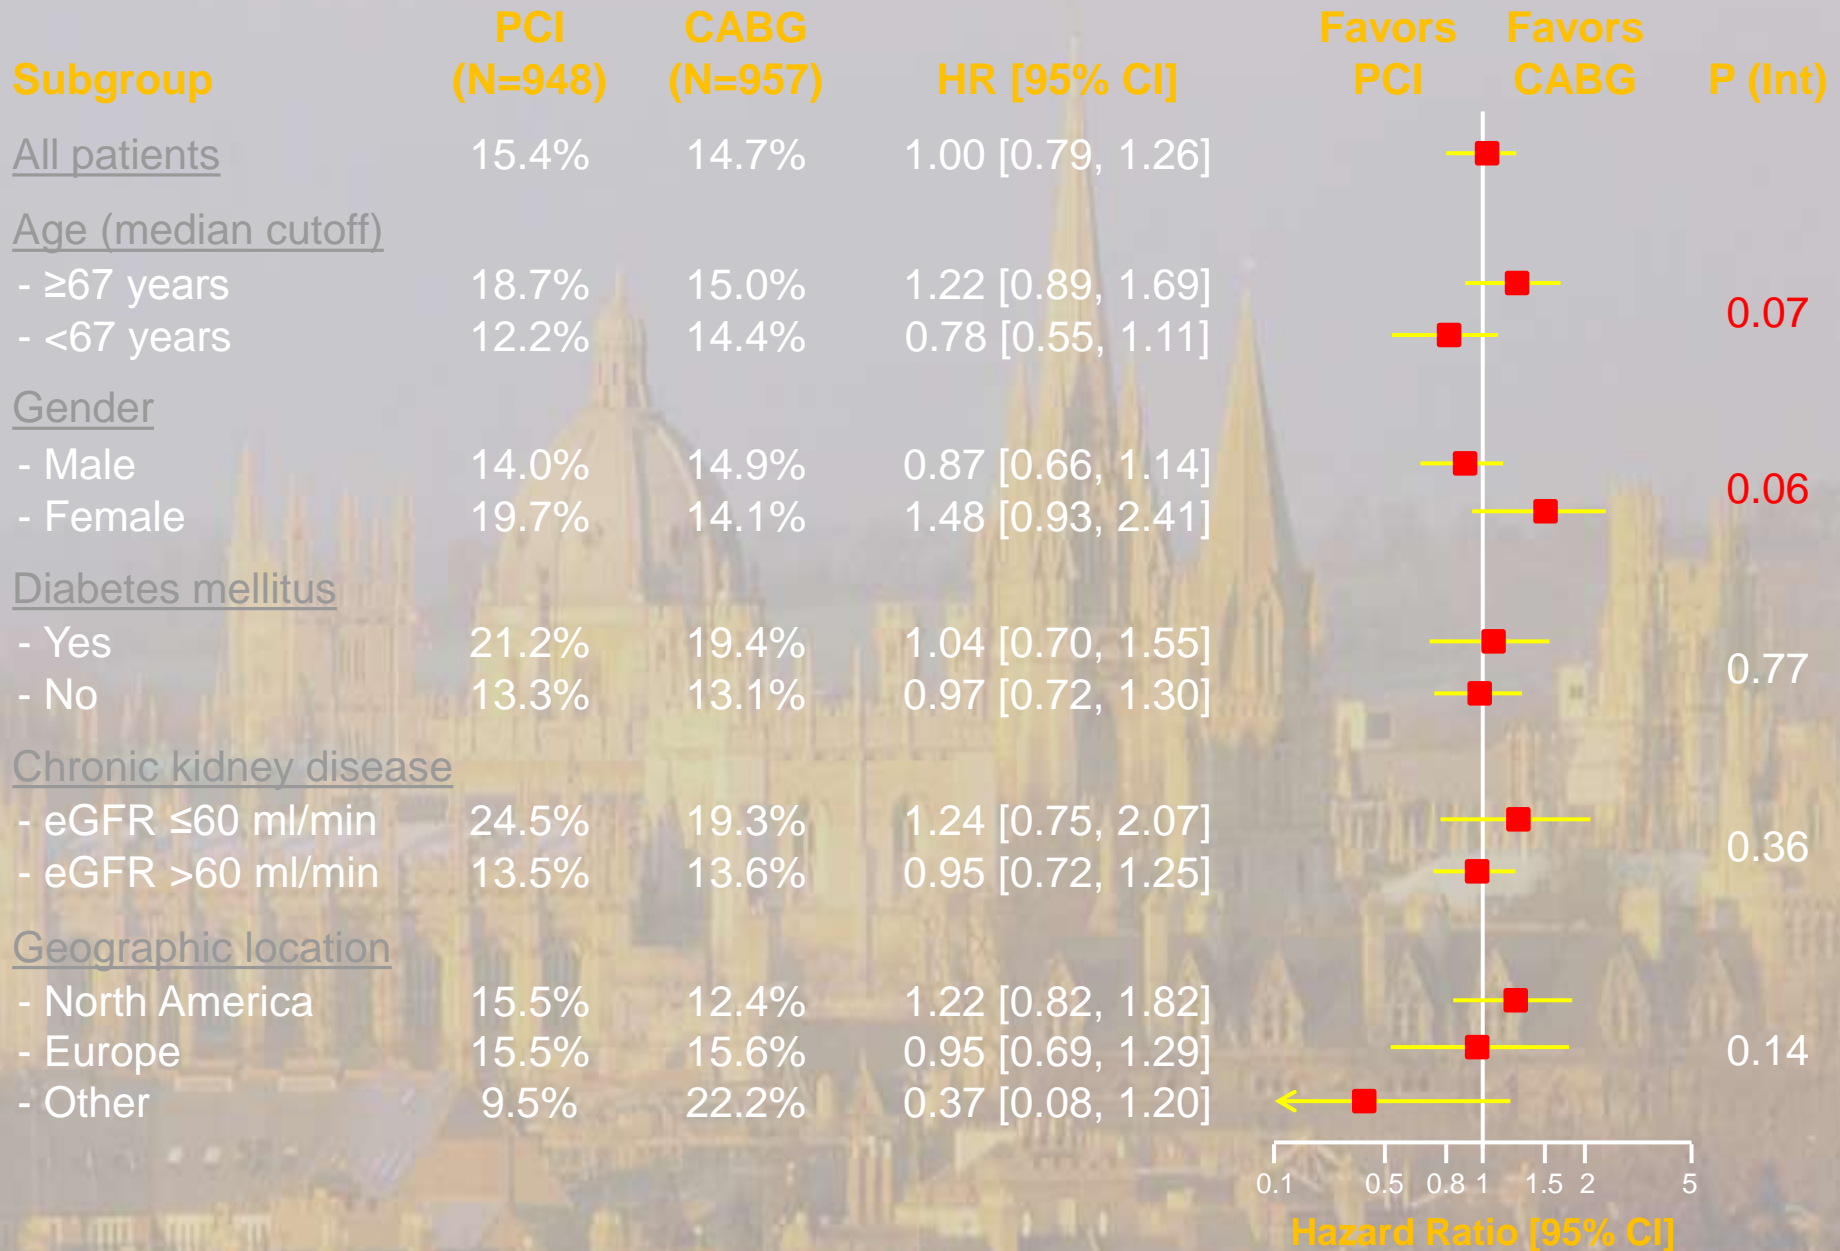 PCI CABG Favors Favors
Subgroup (N=948) (N=957) HR [95% CI] PCI CABG P (Int)
All patients 15.4% 14.7% 1.00 [0.79, 1.26]
Age (median cutoff)
- ≥67 years 18.7% 15.0% 1.22 [0.89, 1.69]
0.07
- <67 years 12.2% 14.4% 0.78 [0.55, 1.11]
Gender
- Male 14.0% 14.9% 0.87 [0.66, 1.14]
0.06
- Female 19.7% 14.1% 1.48 [0.93, 2.41]
Diabetes mellitus
- Yes 21.2% 19.4% 1.04 [0.70, 1.55]
0.77
- No 13.3% 13.1% 0.97 [0.72, 1.30]
Chronic kidney disease
- eGFR ≤60 ml/min 24.5% 19.3% 1.24 [0.75, 2.07]
0.36
- eGFR >60 ml/min 13.5% 13.6% 0.95 [0.72, 1.25]
Geographic location
- North America 15.5% 12.4% 1.22 [0.82, 1.82]
- Europe 15.5% 15.6% 0.95 [0.69, 1.29] 0.14
- Other 9.5% 22.2% 0.37 [0.08, 1.20]
0.1 0.5 0.8 1 1.5 2 5
Hazard Ratio [95% CI]